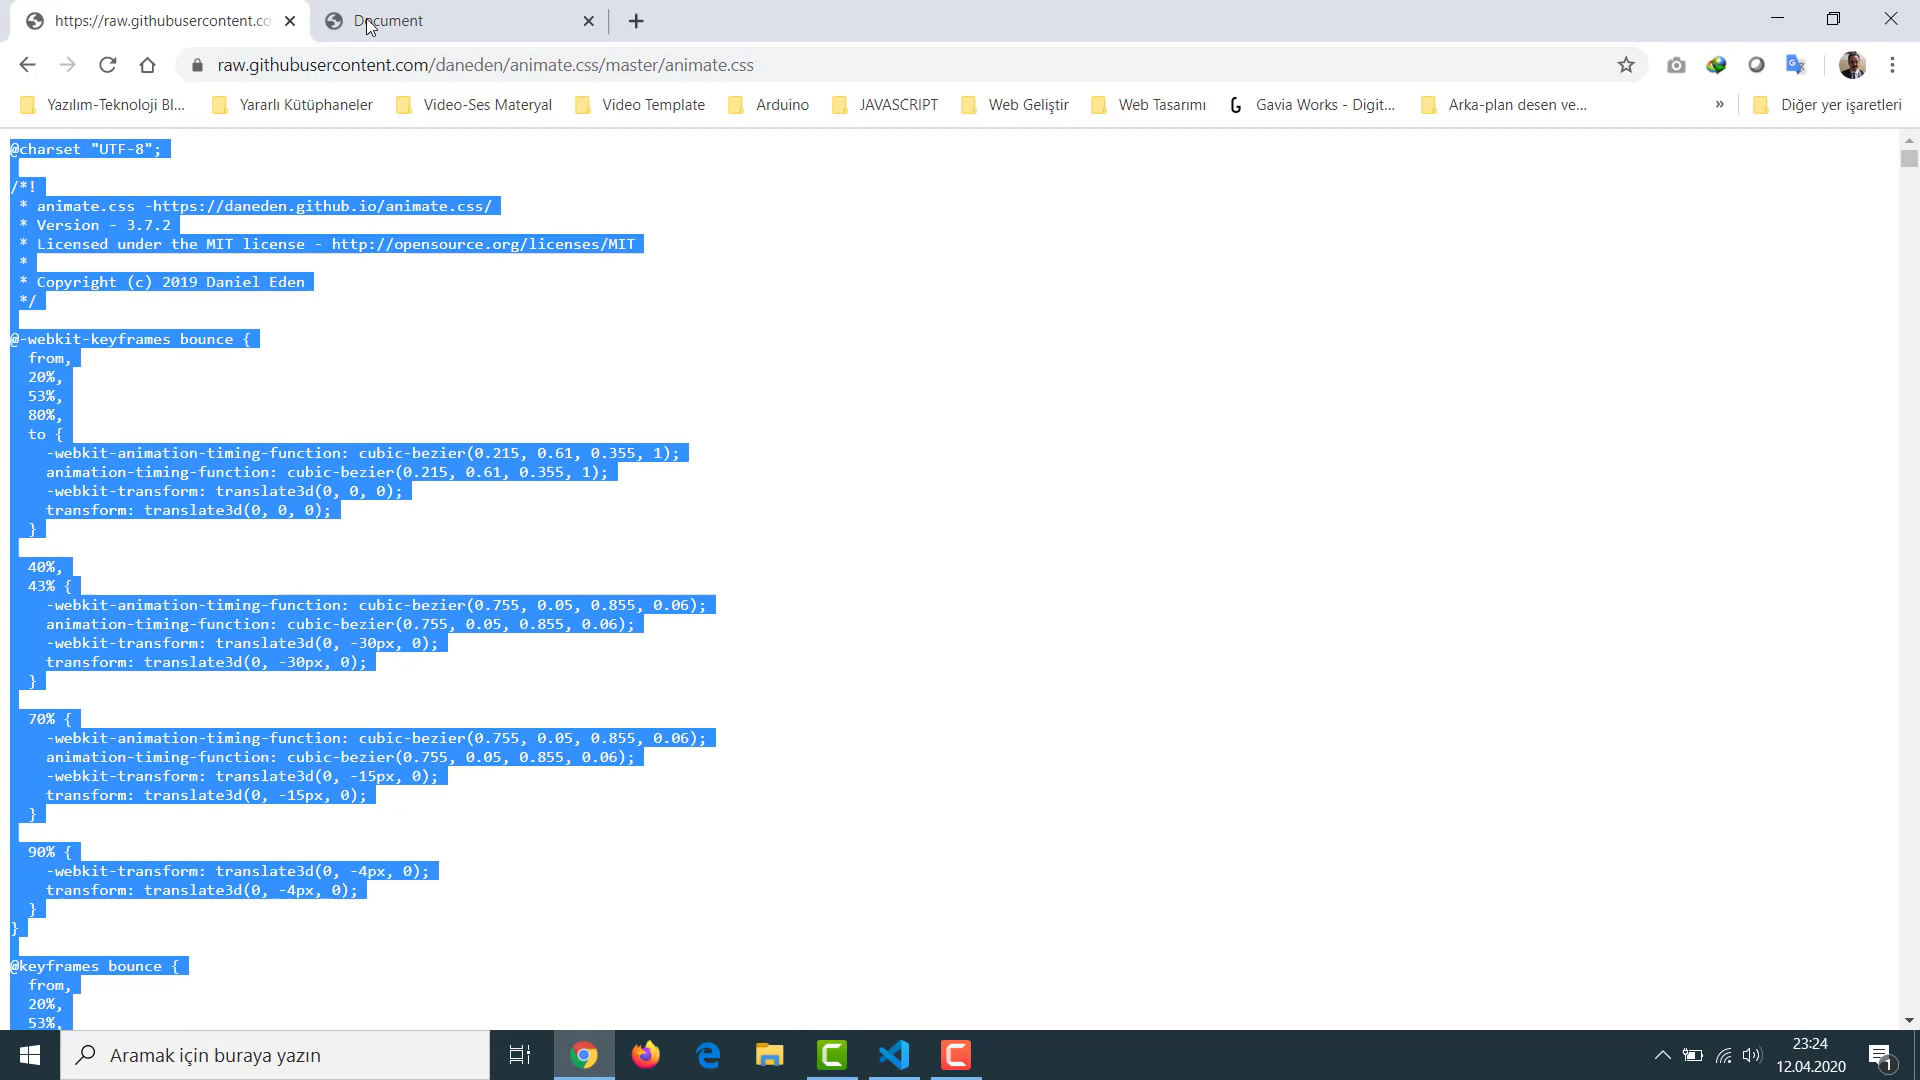 https://raw.githubusercontent.co
Document
raw.githubusercontent.com/daneden/animate.css/master/animate.css
Yazılım-Teknoloji Bl...
Yararlı Kütüphaneler
Video-Ses Materyal
Video Template
Arduino
JAVASCRIPT
Web Geliştir
Web Tasarımı
Gavia Works - Digit...
Arka-plan desen ve...
»
Diğer yer işaretleri
@charset "UTF-8";
/*!
* animate.css -https://daneden.github.io/animate.css/
* Version - 3.7.2
* Licensed under the MIT license - http://opensource.org/licenses/MIT
*
* Copyright (c) 2019 Daniel Eden
*/
@-webkit-keyframes bounce {
from,
20%,
53%,
80%,
to {
-webkit-animation-timing-function: cubic-bezier(0.215, 0.61, 0.355, 1);
animation-timing-function: cubic-bezier(0.215, 0.61, 0.355, 1);
-webkit-transform: translate3d(0, 0, 0);
transform: translate3d(0, 0, 0);
}
40%,
43% {
-webkit-animation-timing-function: cubic-bezier(0.755, 0.05, 0.855, 0.06);
animation-timing-function: cubic-bezier(0.755, 0.05, 0.855, 0.06);
-webkit-transform: translate3d(0, -30px, 0);
transform: translate3d(0, -30px, 0);
}
70% {
-webkit-animation-timing-function: cubic-bezier(0.755, 0.05, 0.855, 0.06);
animation-timing-function: cubic-bezier(0.755, 0.05, 0.855, 0.06);
-webkit-transform: translate3d(0, -15px, 0);
transform: translate3d(0, -15px, 0);
}
90% {
-webkit-transform: translate3d(0, -4px, 0);
transform: translate3d(0, -4px, 0);
}
}
@keyframes bounce {
from,
20%,
53%,
Aramak için buraya yazın
23:24
12.04.2020
1